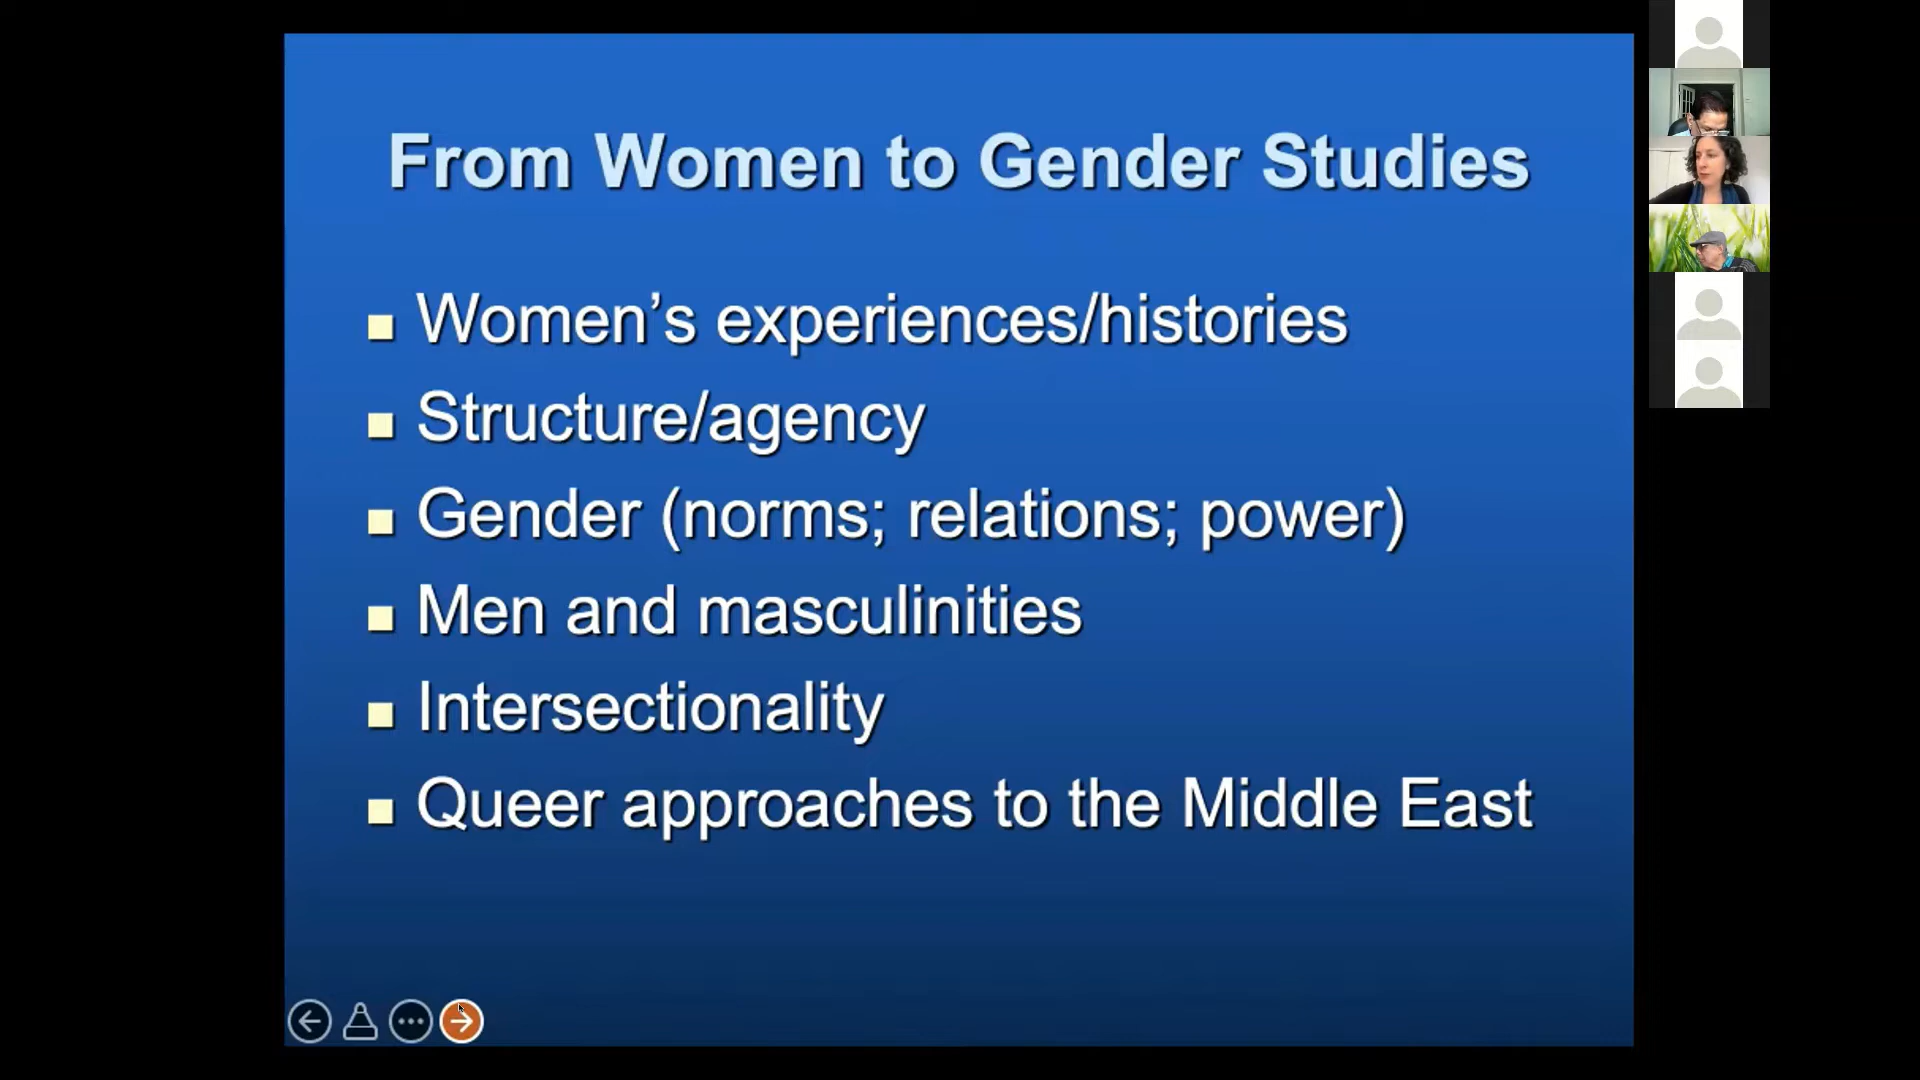 From Women to Gender Studies
Women’s experiences/histories
Structure/agency
Gender (norms; relations; power)
Men and masculinities
Intersectionality
Queer approaches to the Middle East